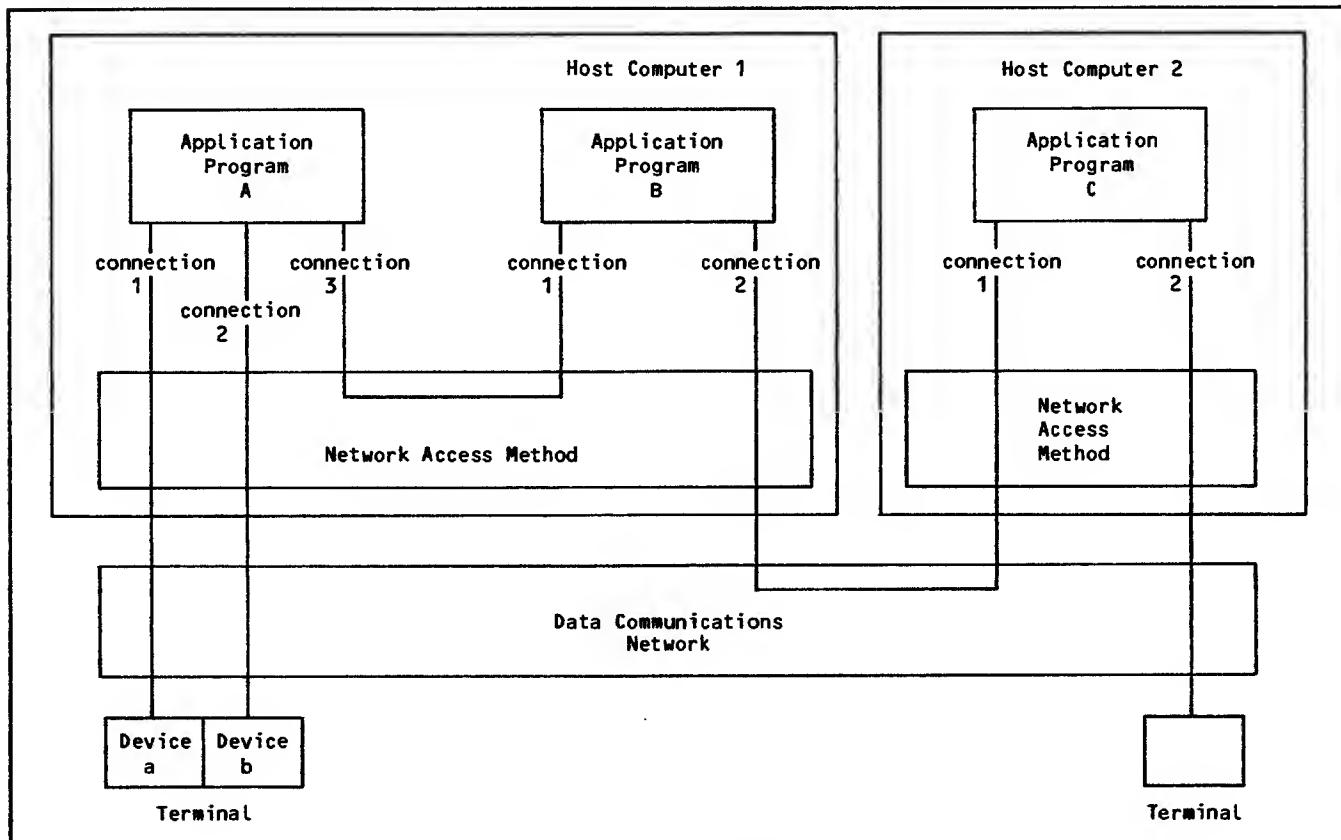 Host Computer 1
Application
Program
A
Application
Program
B
connection
1
connection
2
connection
3
connection
1
connection
2
Network Access Method
Host Computer 2
Application
Program
C
connection
1
connection
2
Network
Access
Method
Data Communications
Network
Device
a
Device
b
Terminal
Terminal